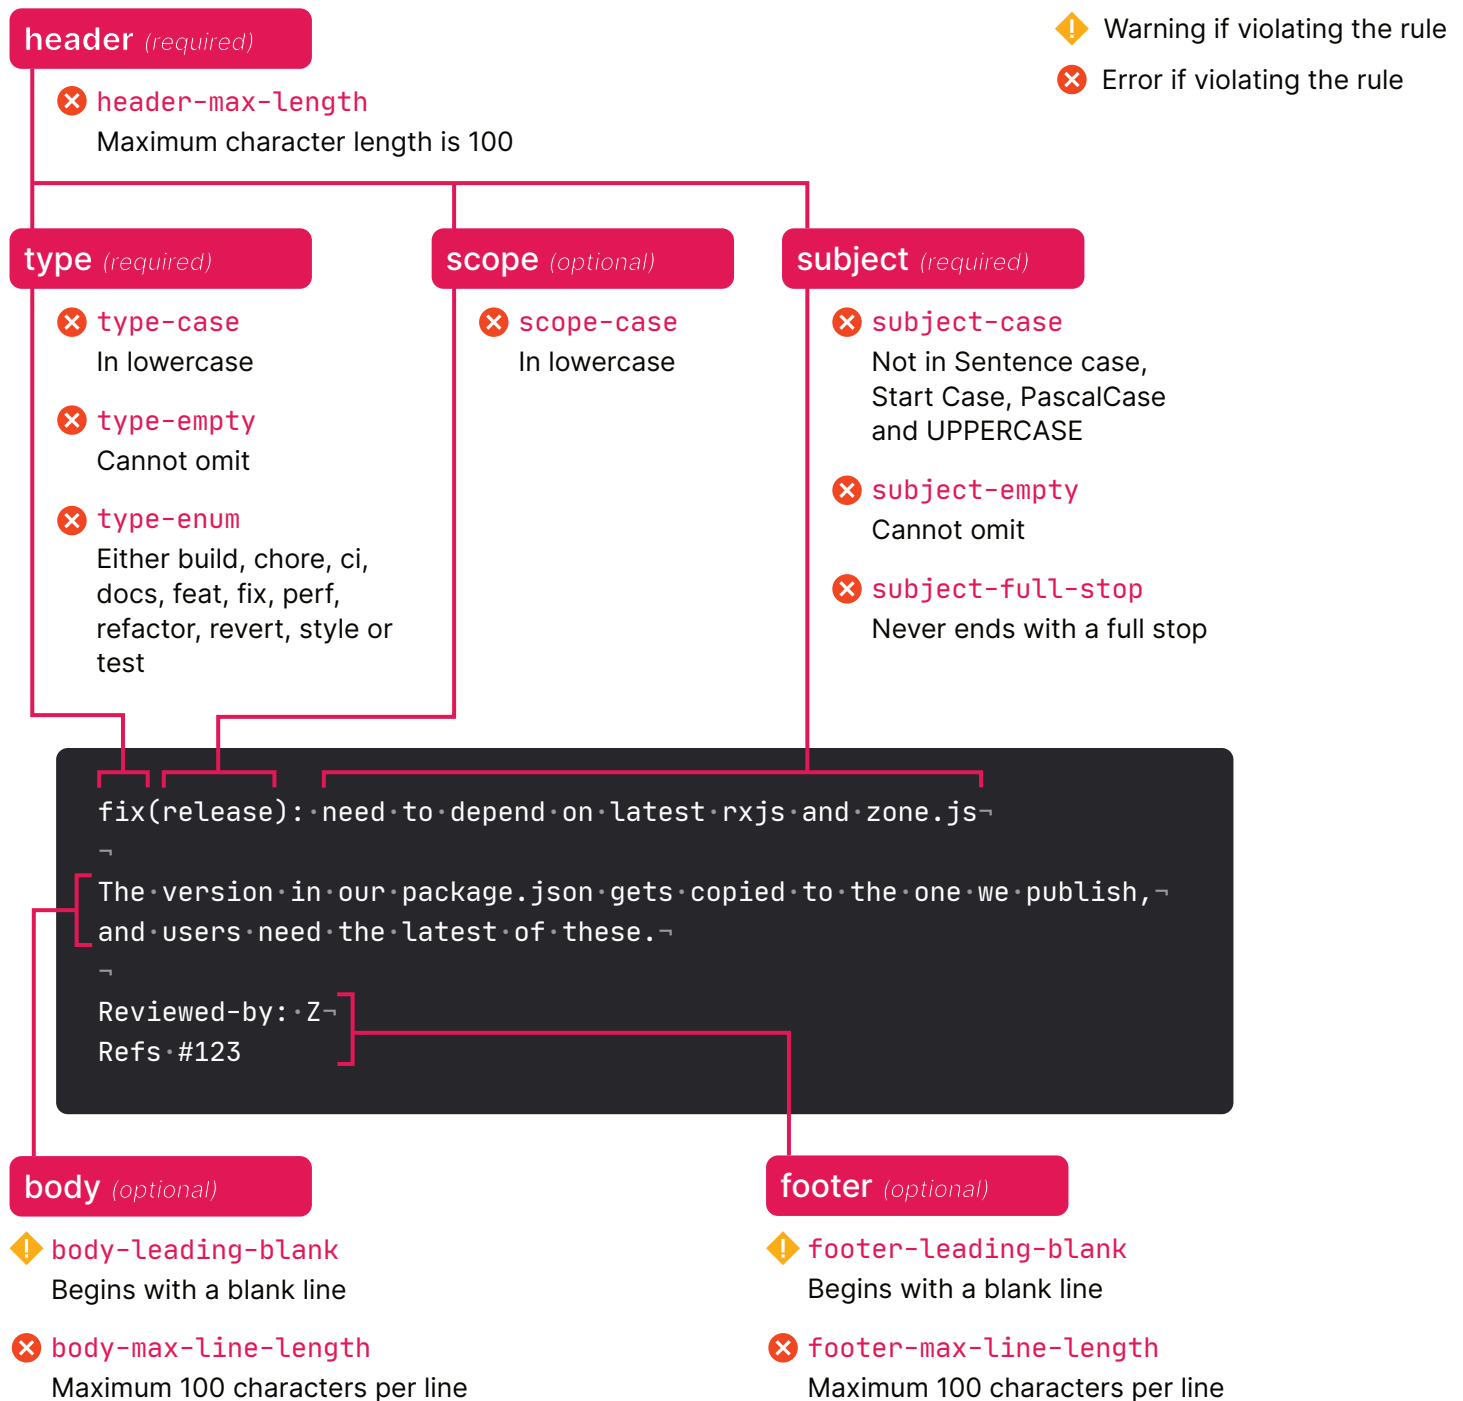 header (required)
Warning if violating the rule
Error if violating the rule
header-max-length
Maximum character length is 100
type (required)
scope (optional)
subject (required)
type-case
In lowercase
type-empty
Cannot omit
type-enum
Either build, chore, ci,
docs, feat, fix, perf,
refactor, revert, style or
test
scope-case
In lowercase
subject-case
Not in Sentence case,
Start Case, PascalCase
and UPPERCASE
subject-empty
Cannot omit
subject-full-stop
Never ends with a full stop
fix(release):·need·to·depend·on·latest·rxjs·and·zone.js¬
¬
The·version·in·our·package.json·gets·copied·to·the·one·we·publish,¬
and·users·need·the·latest·of·these.¬
¬
Reviewed-by:·Z¬
Refs·#123
body (optional)
body-leading-blank
Begins with a blank line
body-max-line-length
Maximum 100 characters per line
footer (optional)
footer-leading-blank
Begins with a blank line
footer-max-line-length
Maximum 100 characters per line